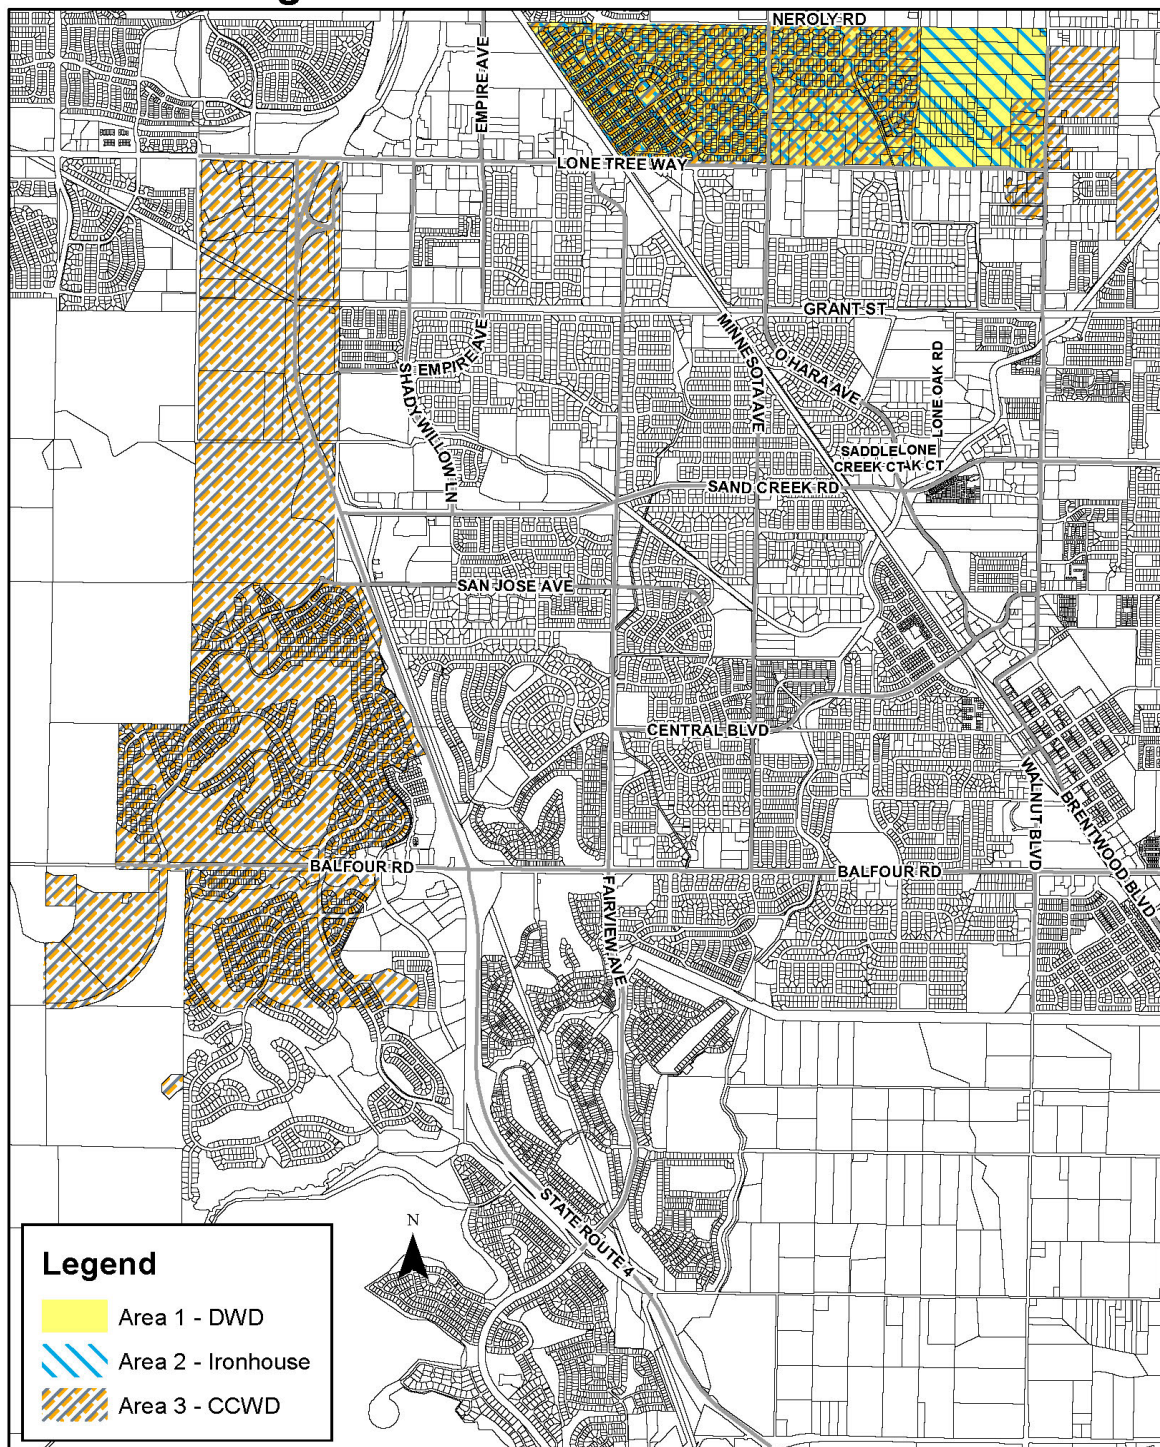 NEROLY RD
EMPIRE AVE
LONE TREE WAY
GRANT ST
MINNESOTA AVE
O'HARA AVE
LONE OAK RD
EMPIRE AVE
SHADY WILLOW LN
SADDLE
CREEK CT
LONE
K CT
SAND CREEK RD
SAN JOSE AVE
CENTRAL BLVD
WALNUT BLVD
BRENTWOOD BLVD
BALFOUR RD
BALFOUR RD
FAIRVIEW AVE
STATE ROUTE 4
N
Legend
Area 1 - DWD
Area 2 - Ironhouse
Area 3 - CCWD